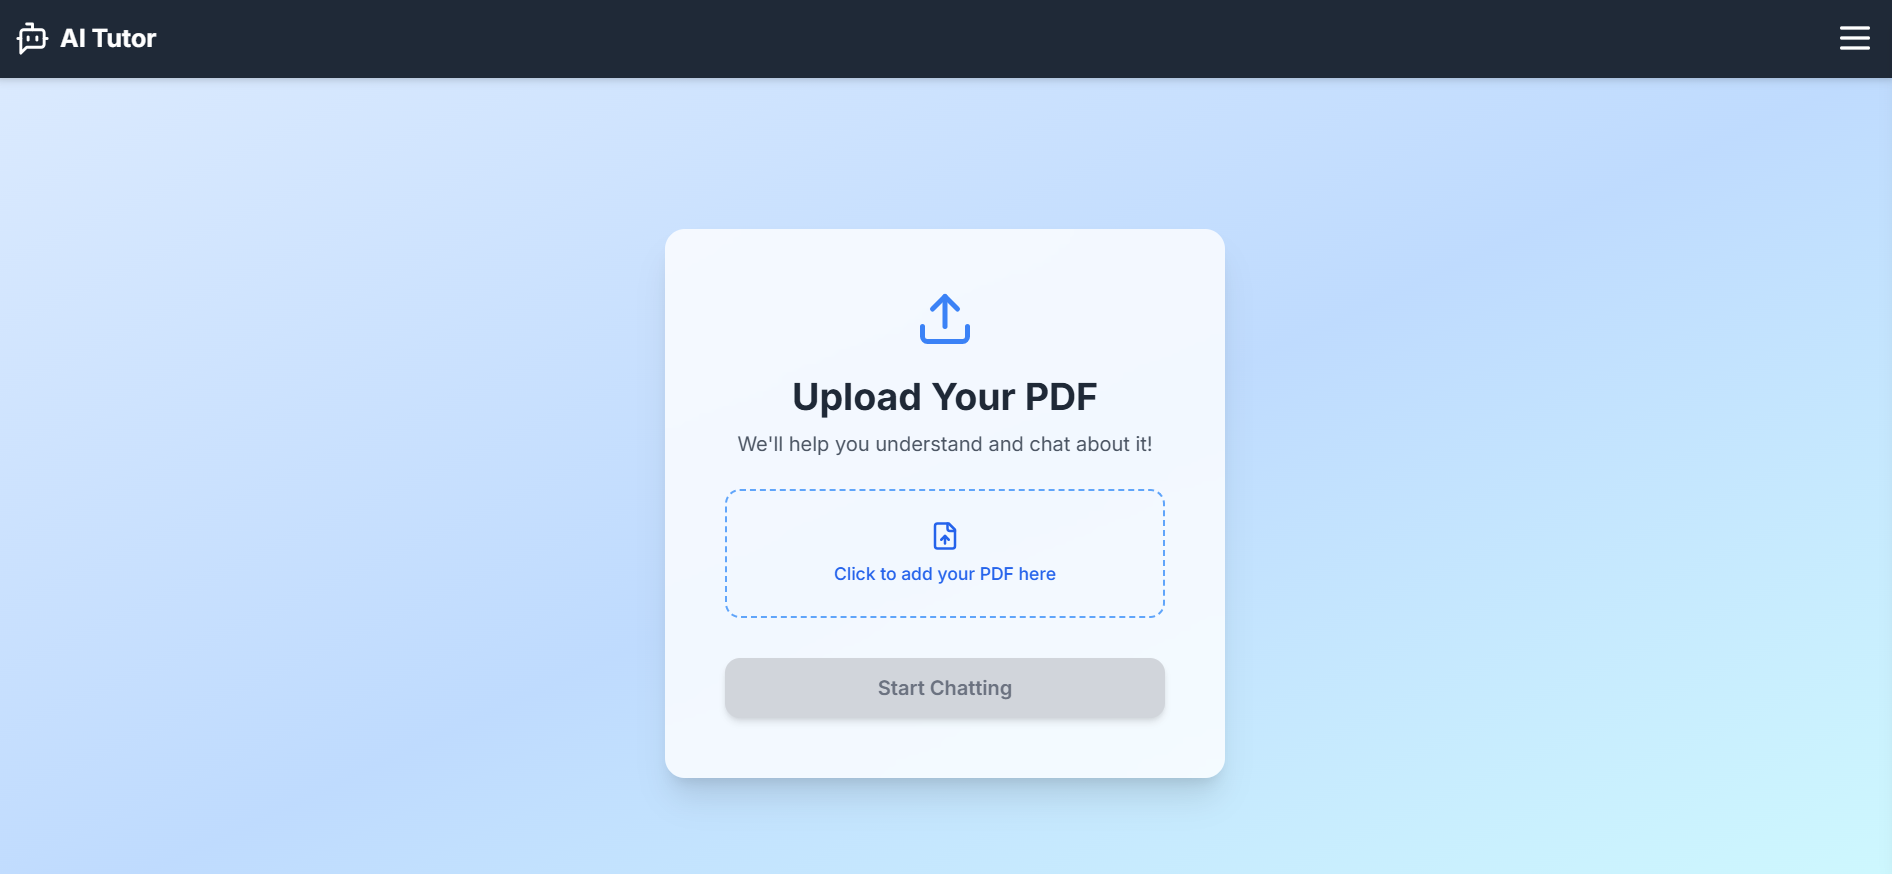 AI Tutor
Upload Your PDF
We'll help you understand and chat about it!
Click to add your PDF here
Start Chatting